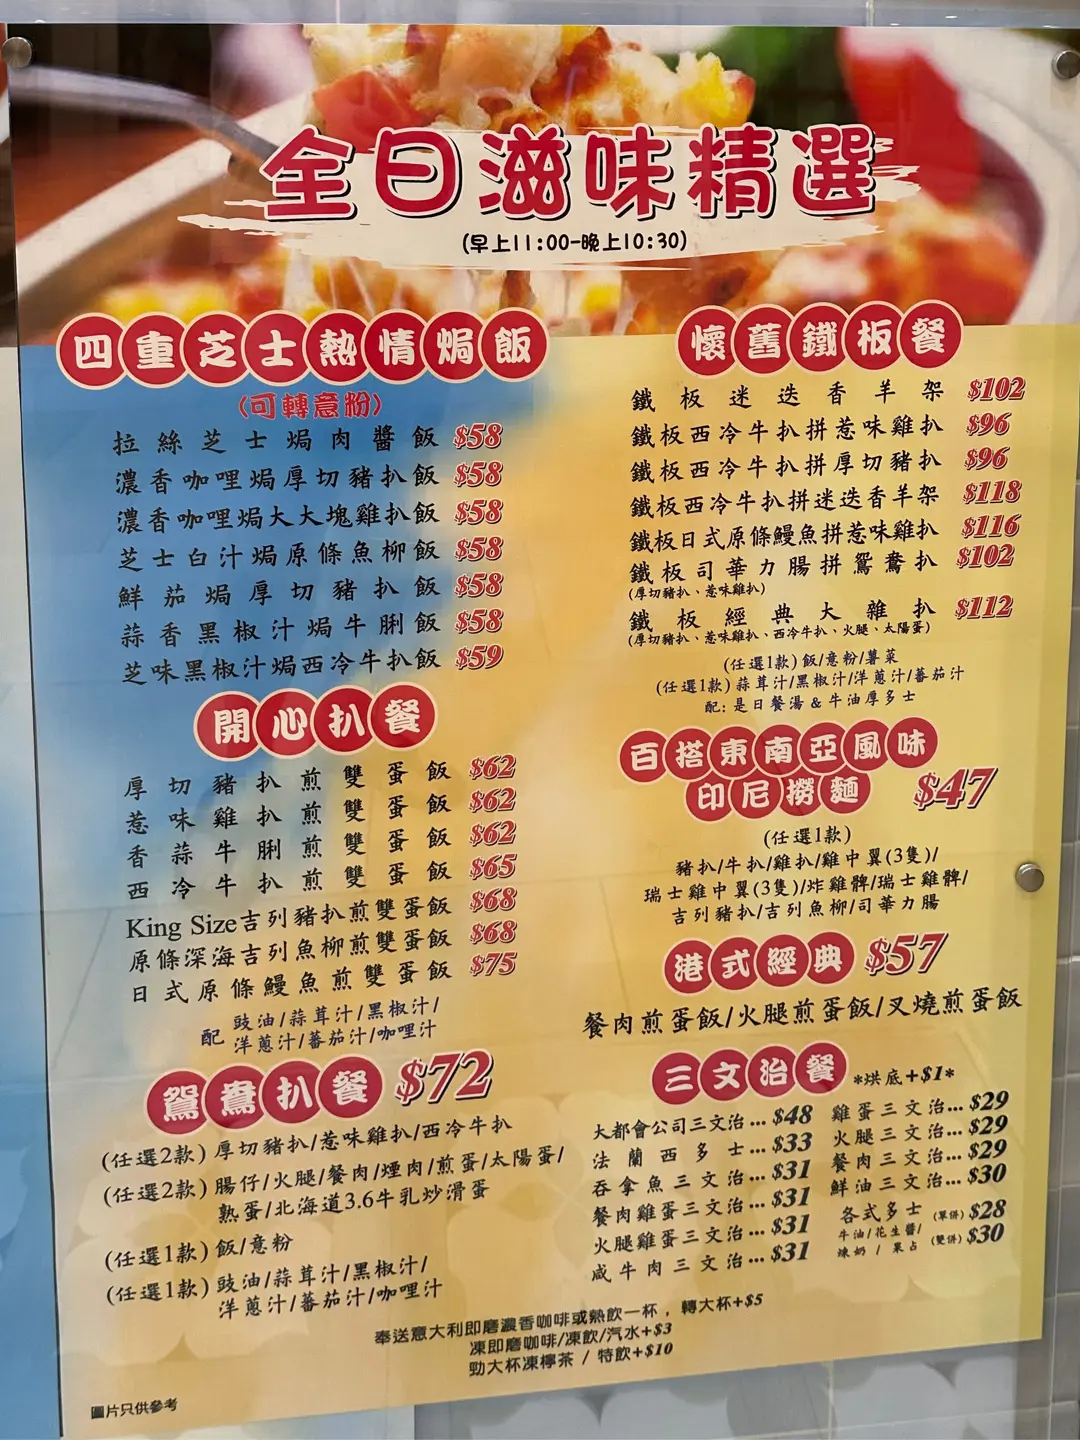 全日滋味精選
(早上11:00-晚上10:30)
四重芝士熱情焗飯
(可轉意粉)
拉絲芝士焗肉醬飯 $58
濃香咖哩焗厚切豬扒飯 $58
濃香咖哩焗大大塊雞扒飯 $58
芝士白汁焗原條魚柳飯 $58
鮮茄焗厚切豬扒飯 $58
蒜香黑椒汁焗牛脷飯 $58
芝味黑椒汁焗西冷牛扒飯 $59
開心扒餐
厚切豬扒煎雙蛋飯 $62
惹味雞扒煎雙蛋飯 $62
香蒜牛脷煎雙蛋飯 $62
西冷牛扒煎雙蛋飯 $65
King Size吉列豬扒煎雙蛋飯 $68
原條深海吉列魚柳煎雙蛋飯 $68
日式原條鰻魚煎雙蛋飯 $75
配 豉油/蒜茸汁/黑椒汁/
洋蔥汁/蕃茄汁/咖哩汁
鴛鴦扒餐 $72
(任選2款) 厚切豬扒/惹味雞扒/西冷牛扒
(任選2款) 腸仔/火腿/餐肉/煙肉/煎蛋/太陽蛋/
熟蛋/北海道3.6牛乳炒滑蛋
(任選1款) 飯/意粉
(任選1款) 豉油/蒜茸汁/黑椒汁/
洋蔥汁/蕃茄汁/咖哩汁
懷舊鐵板餐
鐵板迷迭香羊架 $102
鐵板西冷牛扒拼惹味雞扒 $96
鐵板西冷牛扒拼厚切豬扒 $96
鐵板西冷牛扒拼迷迭香羊架 $118
鐵板日式原條鰻魚拼惹味雞扒 $116
鐵板司華力腸拼鴛鴦扒 $102
(厚切豬扒、惹味雞扒)
鐵板經典大雜扒 $112
(厚切豬扒、惹味雞扒、西冷牛扒、火腿、太陽蛋)
(任選1款) 飯/意粉/薯菜
(任選1款) 蒜茸汁/黑椒汁/洋蔥汁/蕃茄汁
配: 是日餐湯 & 牛油厚多士
百搭東南亞風味
印尼撈麵 $47
(任選1款)
豬扒/牛扒/雞扒/雞中翼(3隻)/
瑞士雞中翼(3隻)/炸雞髀/瑞士雞髀/
吉列豬扒/吉列魚柳/司華力腸
港式經典 $57
餐肉煎蛋飯/火腿煎蛋飯/叉燒煎蛋飯
三文治餐 *烘底+$1*
大都會公司三文治...$48
法蘭西多士...$33
吞拿魚三文治...$31
餐肉雞蛋三文治...$31
火腿雞蛋三文治...$31
咸牛肉三文治...$31
雞蛋三文治...$29
火腿三文治...$29
餐肉三文治...$29
鮮油三文治...$30
各式多士 (單併) $28
牛油/花生醬/
煉奶/果占 (雙併) $30
奉送意大利即磨濃香咖啡或熱飲一杯，轉大杯+$5
凍即磨咖啡/凍飲/汽水+$3
勁大杯凍檸茶 / 特飲+$10
圖片只供參考